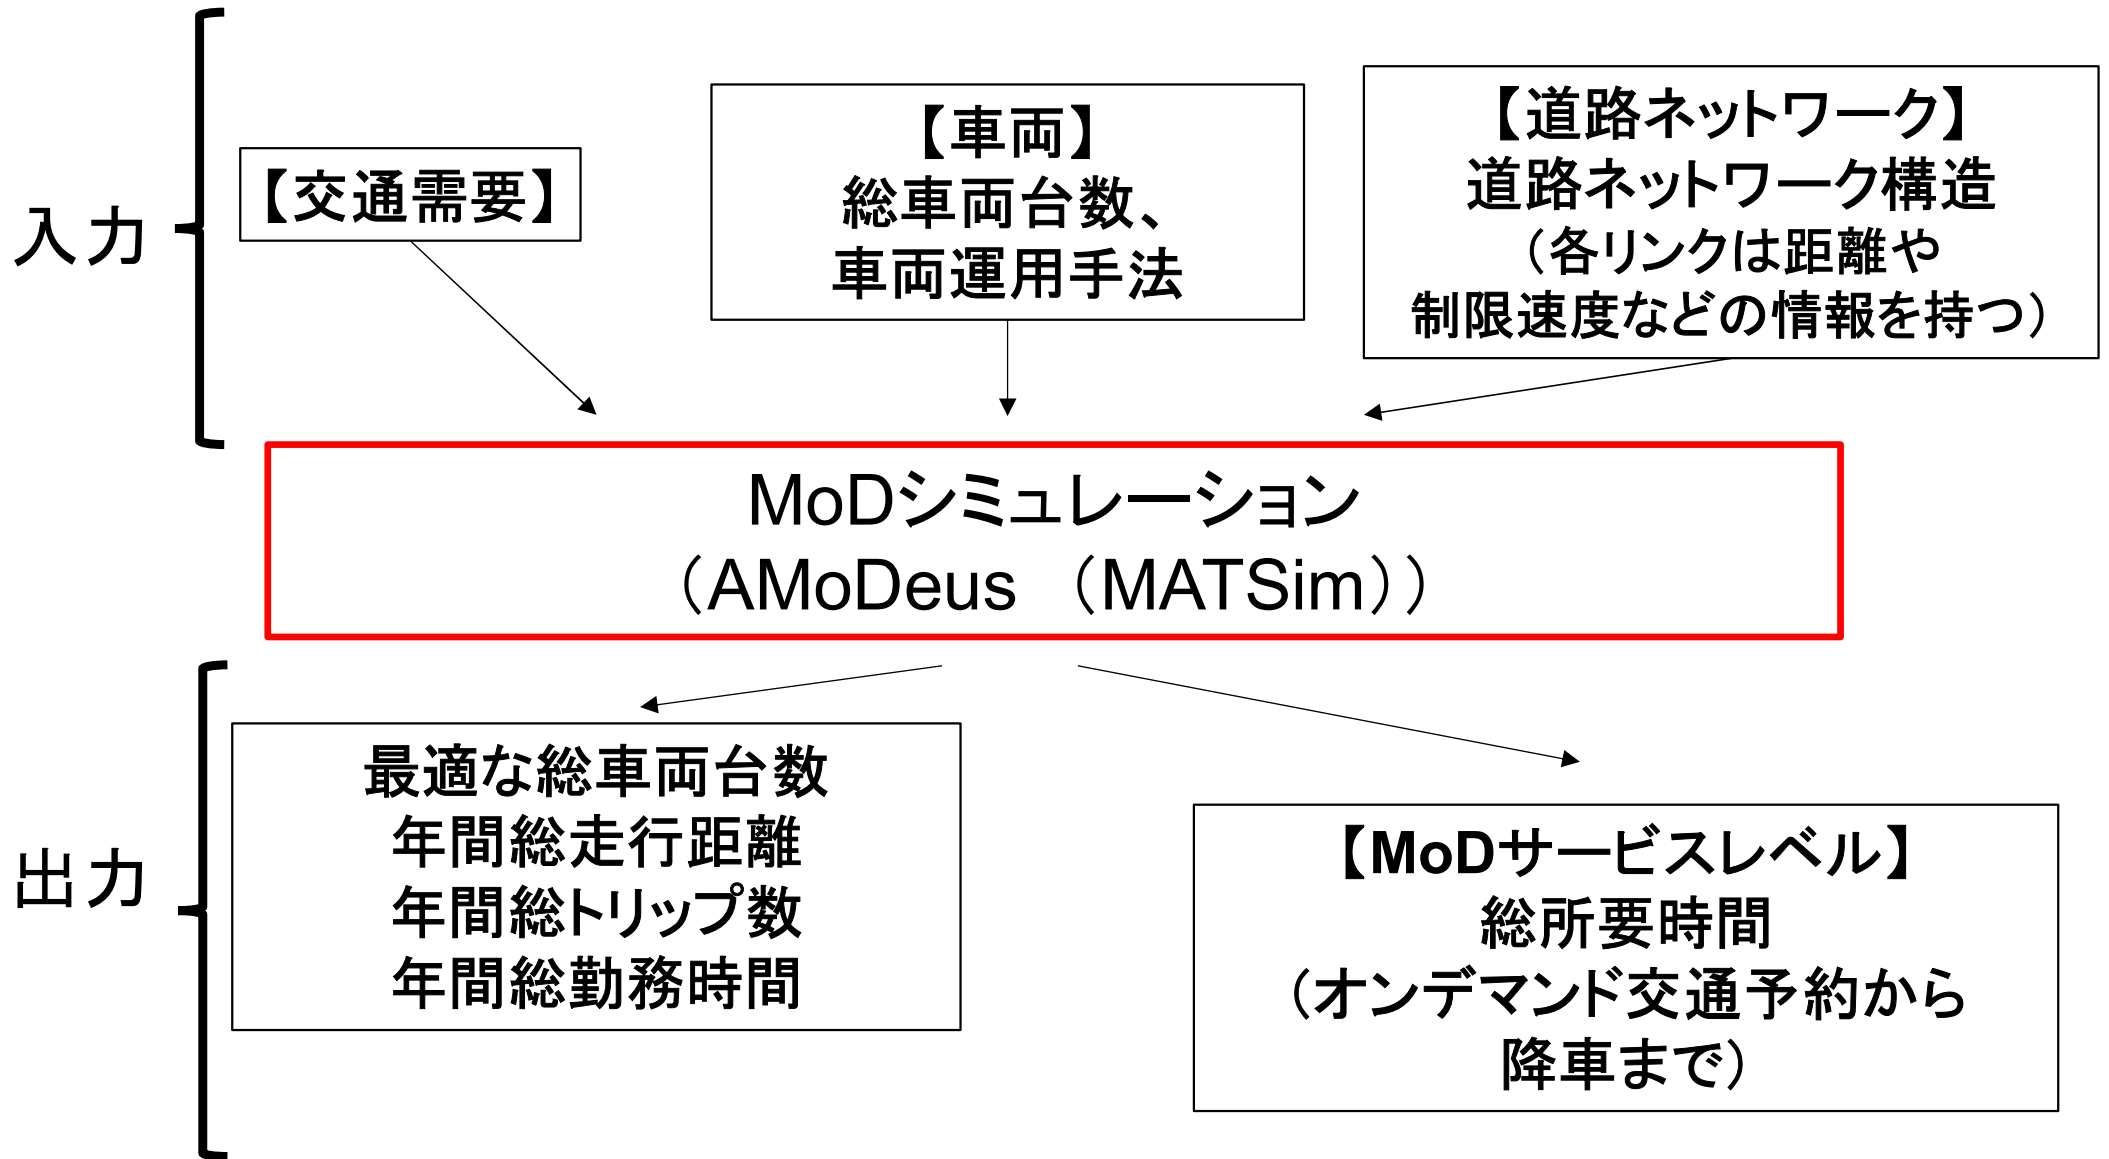 入力
【交通需要】
【車両】
総車両台数、
車両運用手法
【道路ネットワーク】
道路ネットワーク構造
（各リンクは距離や
制限速度などの情報を持つ）
MoDシミュレーション
（AMoDeus （MATSim））
出力
最適な総車両台数
年間総走行距離
年間総トリップ数
年間総勤務時間
【MoDサービスレベル】
総所要時間
（オンデマンド交通予約から
降車まで）